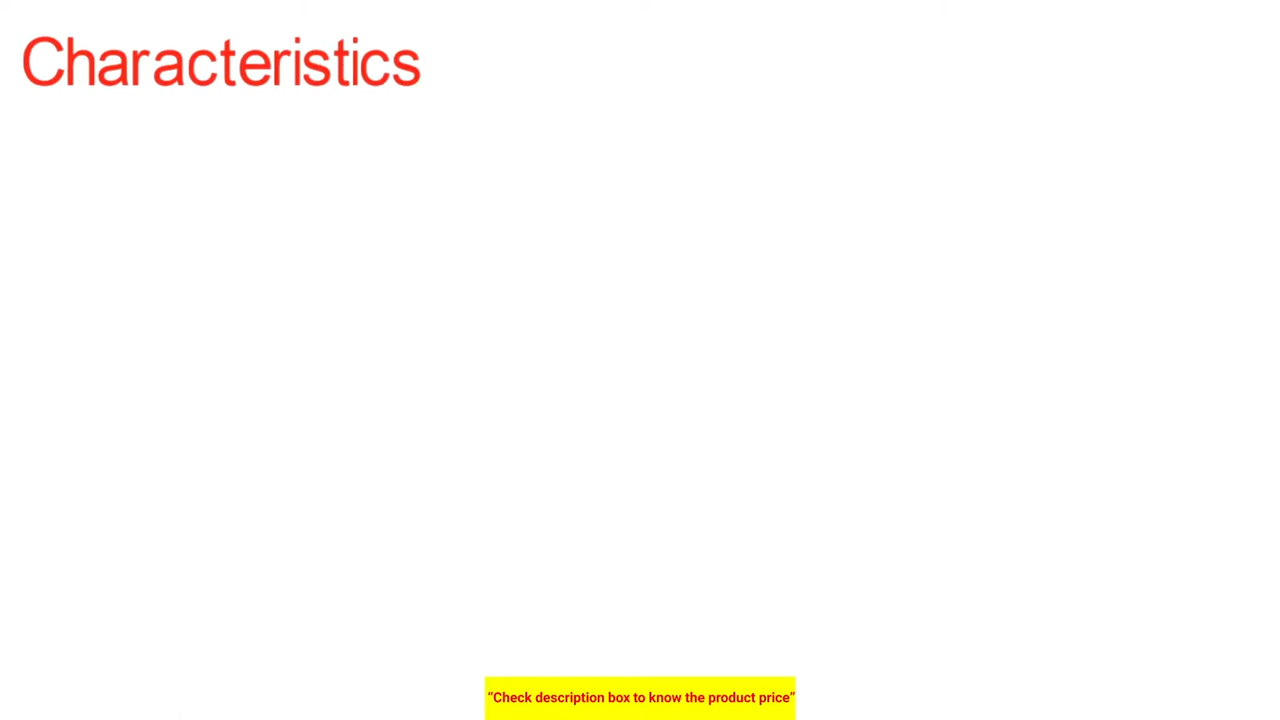 Characteristics
“Check description box to know the product price”